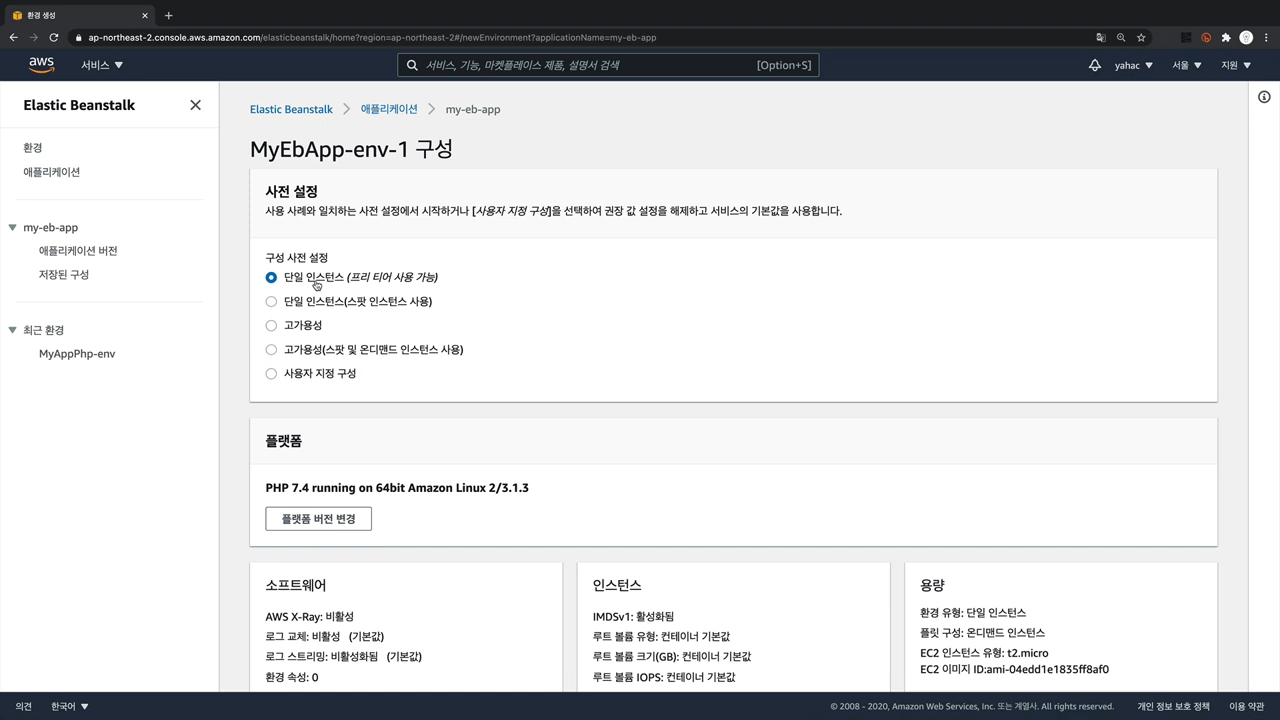 환경 생성
ap-northeast-2.console.aws.amazon.com/elasticbeanstalk/home?region=ap-northeast-2#/newEnvironment?applicationName=my-eb-app
aws
서비스
서비스, 기능, 마켓플레이스 제품, 설명서 검색
[Option+S]
yahac
서울
지원
Elastic Beanstalk
환경
애플리케이션
my-eb-app
애플리케이션 버전
저장된 구성
최근 환경
MyAppPhp-env
Elastic Beanstalk
애플리케이션
my-eb-app
MyEbApp-env-1 구성
사전 설정
사용 사례와 일치하는 사전 설정에서 시작하거나 [사용자 지정 구성]을 선택하여 권장 값 설정을 해제하고 서비스의 기본값을 사용합니다.
구성 사전 설정
단일 인스턴스 (프리 티어 사용 가능)
단일 인스턴스(스팟 인스턴스 사용)
고가용성
고가용성(스팟 및 온디맨드 인스턴스 사용)
사용자 지정 구성
플랫폼
PHP 7.4 running on 64bit Amazon Linux 2/3.1.3
플랫폼 버전 변경
소프트웨어
AWS X-Ray: 비활성
로그 교체: 비활성 (기본값)
로그 스트리밍: 비활성화됨 (기본값)
환경 속성: 0
인스턴스
IMDSv1: 활성화됨
루트 볼륨 유형: 컨테이너 기본값
루트 볼륨 크기(GB): 컨테이너 기본값
루트 볼륨 IOPS: 컨테이너 기본값
용량
환경 유형: 단일 인스턴스
플릿 구성: 온디맨드 인스턴스
EC2 인스턴스 유형: t2.micro
EC2 이미지 ID:ami-04edd1e1835ff8af0
의견
한국어
© 2008 - 2020, Amazon Web Services, Inc. 또는 계열사. All rights reserved.
개인 정보 보호 정책
이용 약관